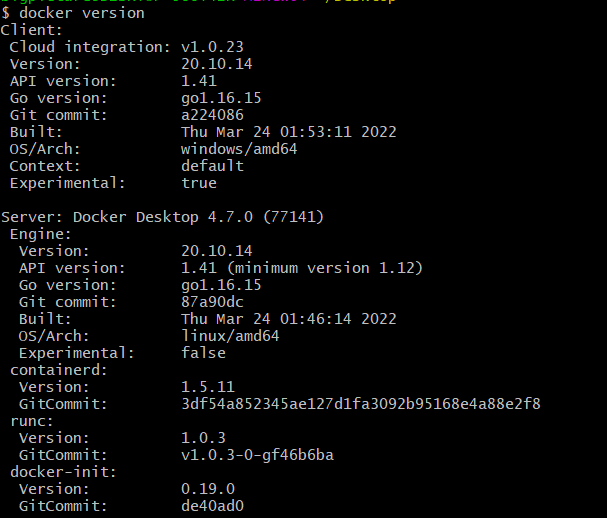 $ docker version
Client:
 Cloud integration: v1.0.23
 Version:           20.10.14
 API version:       1.41
 Go version:        go1.16.15
 Git commit:        a224086
 Built:             Thu Mar 24 01:53:11 2022
 OS/Arch:           windows/amd64
 Context:           default
 Experimental:      true

Server: Docker Desktop 4.7.0 (77141)
 Engine:
  Version:          20.10.14
  API version:      1.41 (minimum version 1.12)
  Go version:       go1.16.15
  Git commit:       87a90dc
  Built:            Thu Mar 24 01:46:14 2022
  OS/Arch:          linux/amd64
  Experimental:     false
 containerd:
  Version:          1.5.11
  GitCommit:        3df54a852345ae127d1fa3092b95168e4a88e2f8
 runc:
  Version:          1.0.3
  GitCommit:        v1.0.3-0-gf46b6ba
 docker-init:
  Version:          0.19.0
  GitCommit:        de40ad0